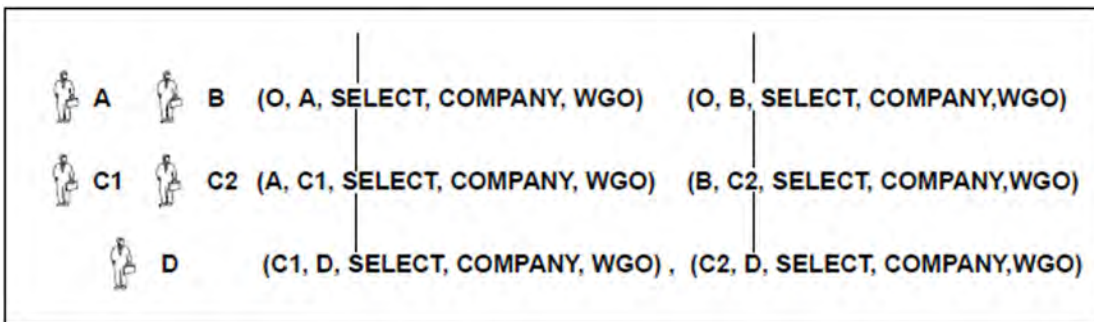 A B (O, A, SELECT, COMPANY, WGO) (O, B, SELECT, COMPANY,WGO)
C1 C2 (A, C1, SELECT, COMPANY, WGO) (B, C2, SELECT, COMPANY,WGO)
D (C1, D, SELECT, COMPANY, WGO) , (C2, D, SELECT, COMPANY,WGO)